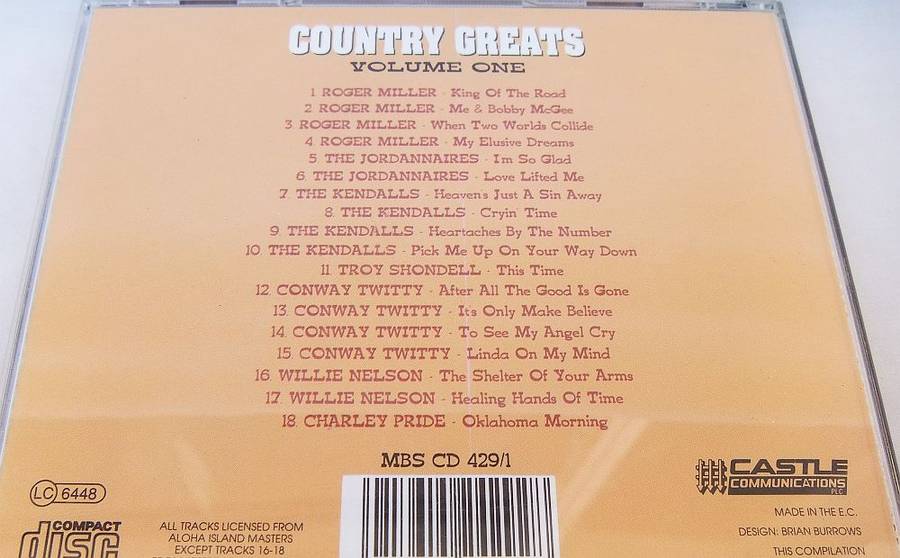 COUNTRY GREATS
VOLUME ONE
1 ROGER MILLER - King Of The Road
2 ROGER MILLER - Me & Bobby McGee
3 ROGER MILLER - When Two Worlds Collide
4 ROGER MILLER - My Elusive Dreams
5. THE JORDANNAIRES - I'm So Glad
6. THE JORDANNAIRES - Love Lifted Me
7 THE KENDALLS - Heaven's Just A Sin Away
8. THE KENDALLS - Cryin' Time
9. THE KENDALLS - Heartaches By The Number
10. THE KENDALLS - Pick Me Up On Your Way Down
11. TROY SHONDELL - This Time
12. CONWAY TWITTY - After All The Good Is Gone
13. CONWAY TWITTY - It's Only Make Believe
14. CONWAY TWITTY - To See My Angel Cry
15. CONWAY TWITTY - Linda On My Mind
16. WILLIE NELSON - The Shelter Of Your Arms
17. WILLIE NELSON - Healing Hands Of Time
18. CHARLEY PRIDE - Oklahoma Morning
MBS CD 429/1
LC 6448
COMPACT
disc
ALL TRACKS LICENSED FROM
ALOHA ISLAND MASTERS
EXCEPT TRACKS 16-18
CASTLE
COMMUNICATIONS
PLC
MADE IN THE E.C.
DESIGN: BRIAN BURROWS
THIS COMPILATION